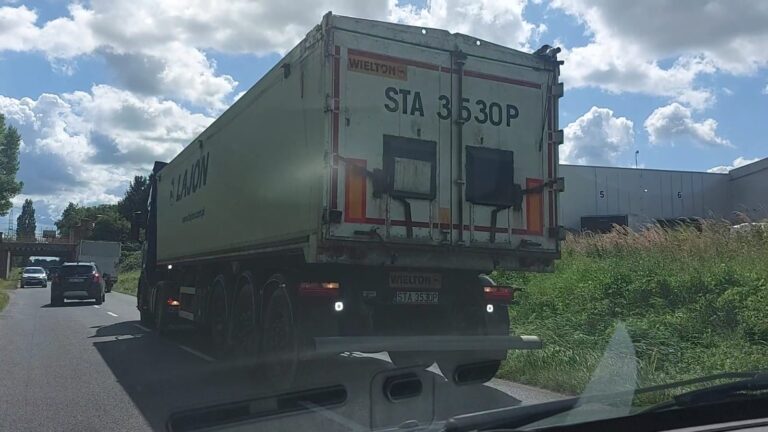 WIELTON
STA 3530P
LAJON
5
6
WIELTON
STA 3530P